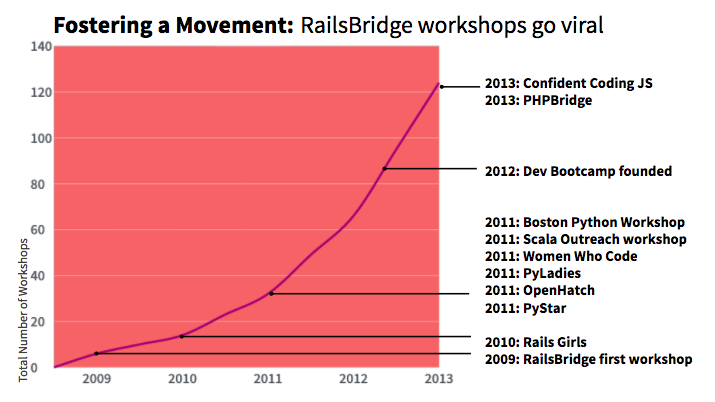 Fostering a Movement: RailsBridge workshops go viral
140
120
100
80
60
40
20
0
Total Number of Workshops
2009 2010 2011 2012 2013
2013: Confident Coding JS
2013: PHPBridge
2012: Dev Bootcamp founded
2011: Boston Python Workshop
2011: Scala Outreach workshop
2011: Women Who Code
2011: PyLadies
2011: OpenHatch
2011: PyStar
2010: Rails Girls
2009: RailsBridge first workshop